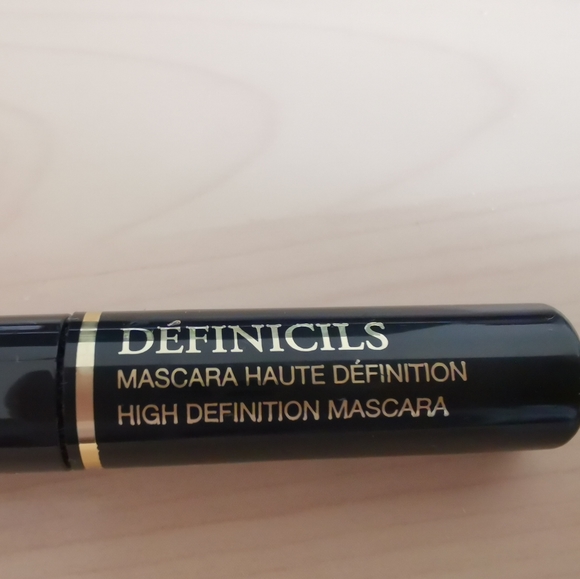 DÉFINICILS
MASCARA HAUTE DÉFINITION
HIGH DEFINITION MASCARA